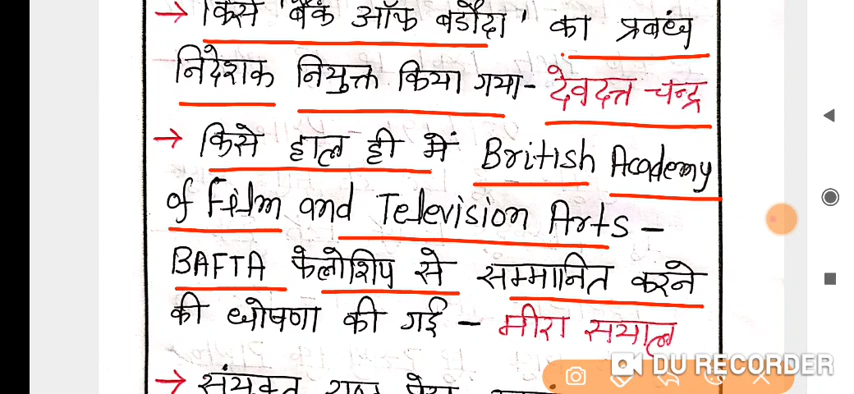 → किसे 'बैंक ऑफ बड़ौदा' का प्रबंध
निदेशक नियुक्त किया गया- देवदत्त चन्द्र
→ किसे हाल ही में British Academy
of Film and Television Arts -
BAFTA फेलोशिप से सम्मानित करने
की घोषणा की गई - मीरा सयाल
DU RECORDER
→ संयुक्त